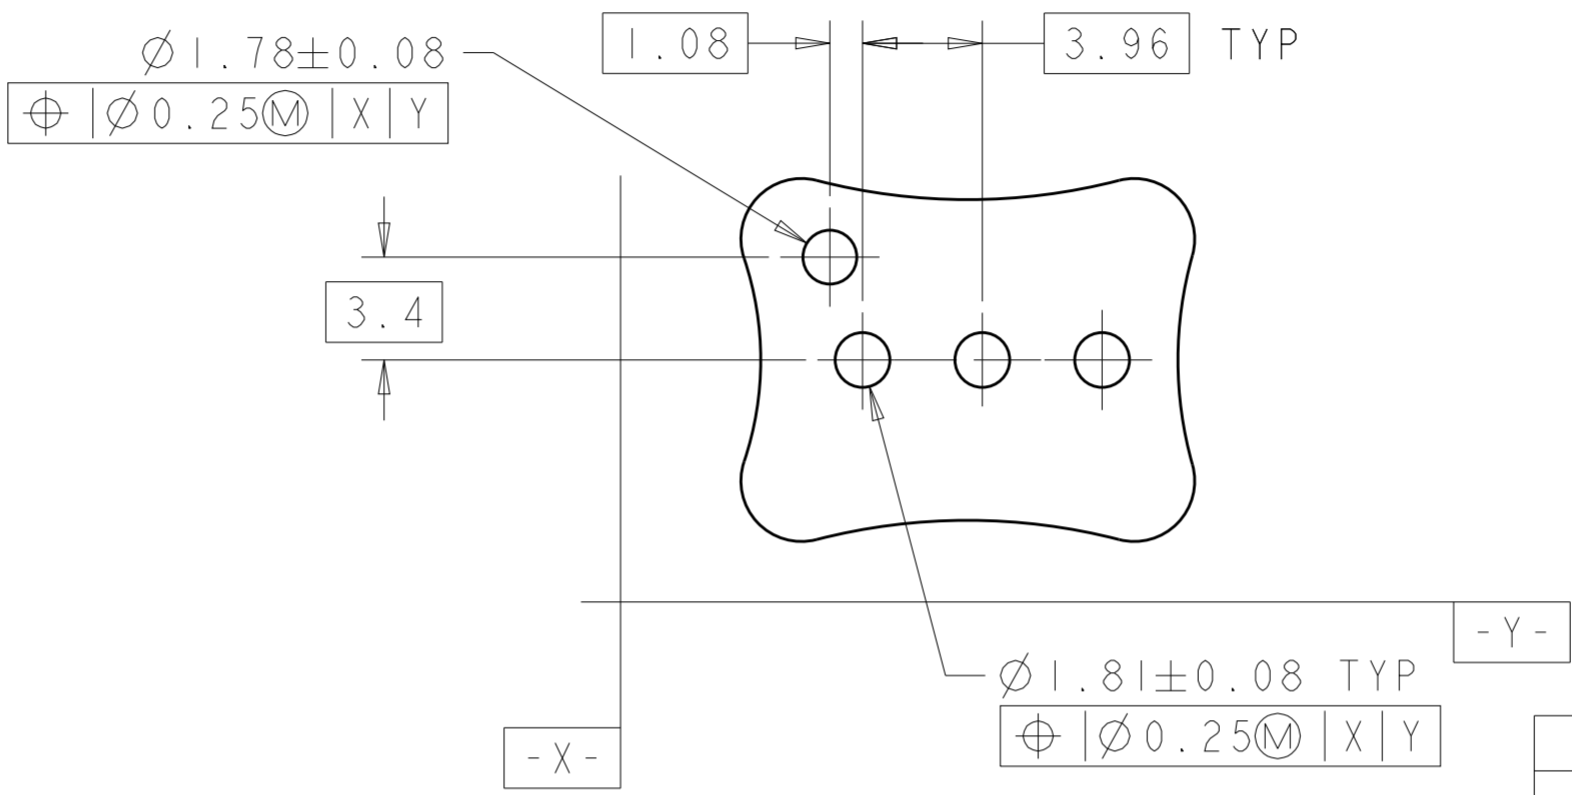 1.08
3.96 TYP
Ø1.78±0.08
⌖|Ø0.25Ⓜ|X|Y
3.4
-Y-
Ø1.81±0.08 TYP
⌖|Ø0.25Ⓜ|X|Y
-X-